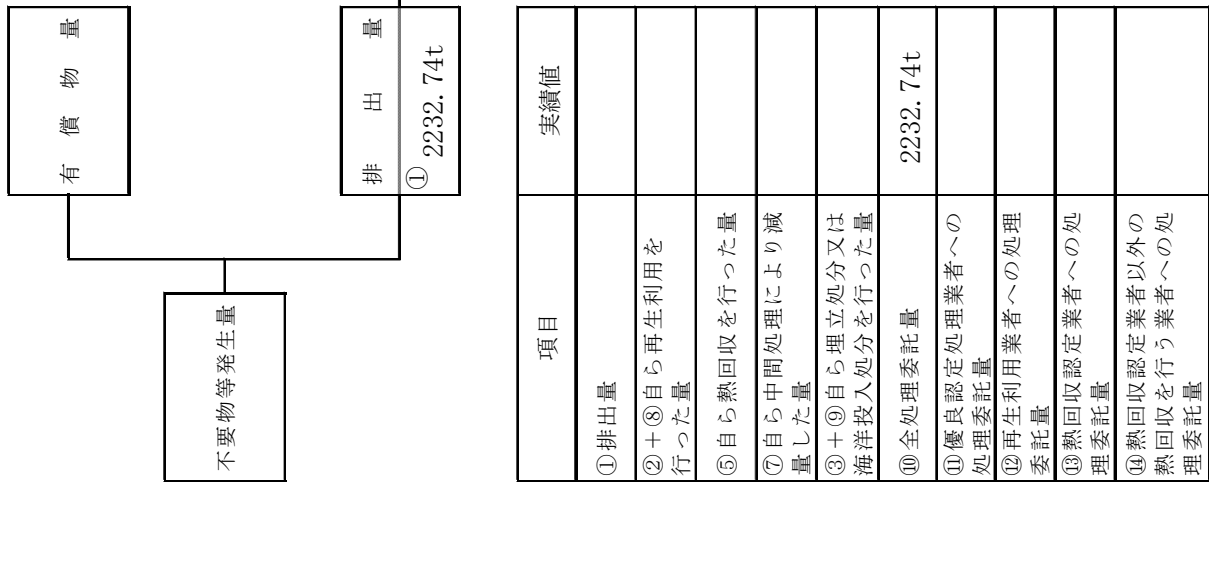 不要物等発生量
有償物量
排出量
① 2232.74t
項目
実績値
①排出量
②＋⑧自ら再生利用を
行った量
⑤自ら熱回収を行った量
⑦自ら中間処理により減
量した量
③＋⑨自ら埋立処分又は
海洋投入処分を行った量
⑩全処理委託量
2232.74t
⑪優良認定処理業者への
処理委託量
⑫再生利用業者への処理
委託量
⑬熱回収認定業者への処
理委託量
⑭熱回収認定業者以外の
熱回収を行う業者への処
理委託量